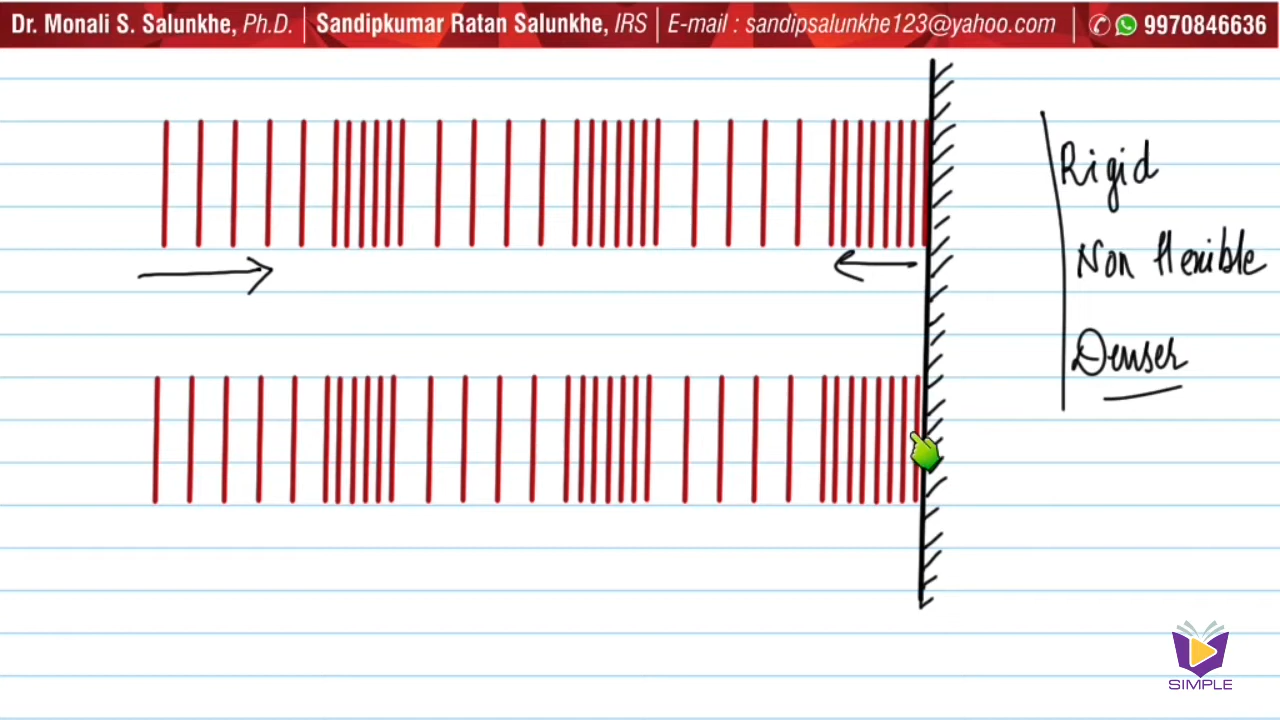 Dr. Monali S. Salunkhe, Ph.D. | Sandipkumar Ratan Salunkhe, IRS | E-mail : sandipsalunkhe123@yahoo.com | 9970846636
Rigid
Non flexible
Denser
SIMPLE